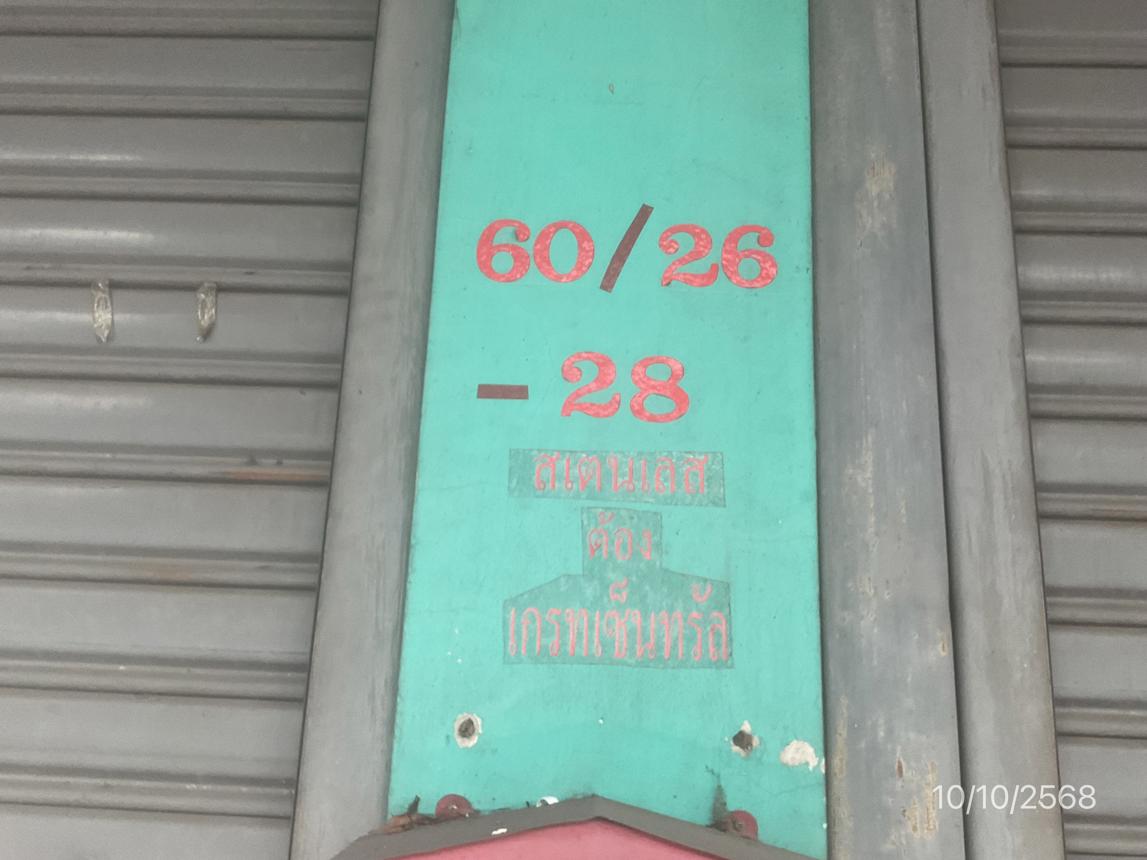 60/26
- 28
สเตนเลส
ต้อง
เกรทเซ็นทรัล
10/10/2568